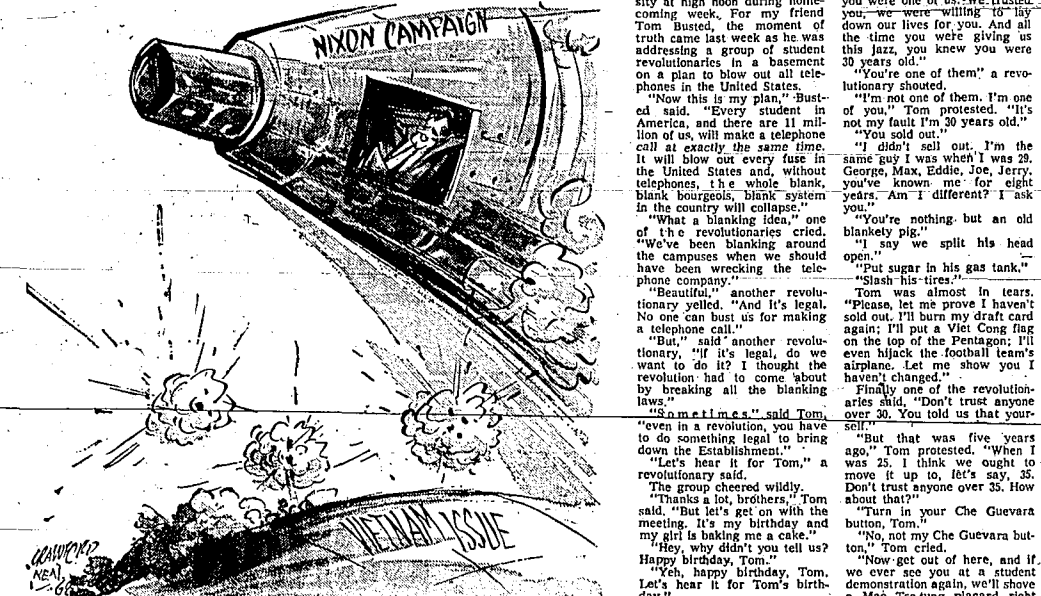 NIXON CAMPAIGN
VIETNAM ISSUE
CRAWFORD
NEA
sity at high noon during home-
coming week. For my friend
Tom Busted, the moment of
truth came last week as he was
addressing a group of student
revolutionaries in a basement
on a plan to blow out all tele-
phones in the United States.
"Now this is my plan," Bust-
ed said. "Every student in
America, and there are 11 mil-
lion of us, will make a telephone
call at exactly the same time.
It will blow out every fuse in
the United States and, without
telephones, the whole blank,
blank bourgeois, blank system
in the country will collapse."
"What a blanking idea," one
of the revolutionaries cried.
"We've been blanking around
the campuses when we should
have been wrecking the tele-
phone company."
"Beautiful," another revolu-
tionary yelled. "And it's legal.
No one can bust us for making
a telephone call."
"But," said another revolu-
tionary, "if it's legal, do we
want to do it? I thought the
revolution had to come about
by breaking all the blanking
laws."
"Sometimes," said Tom,
"even in a revolution, you have
to do something legal to bring
down the Establishment."
"Let's hear it for Tom," a
revolutionary said.
The group cheered wildly.
"Thanks a lot, brothers," Tom
said. "But let's get on with the
meeting. It's my birthday and
my girl is baking me a cake."
"Hey, why didn't you tell us?
Happy birthday, Tom."
"Yeh, happy birthday, Tom.
Let's hear it for Tom's birth-
day."
you were one of us. We trusted
you, we were willing to lay
down our lives for you. And all
the time you were giving us
this jazz, you knew you were
30 years old."
"You're one of them" a revo-
lutionary shouted.
"I'm not one of them. I'm one
of you," Tom protested. "It's
not my fault I'm 30 years old."
"You sold out."
"I didn't sell out. I'm the
same guy I was when I was 29.
George, Max, Eddie, Joe, Jerry,
you've known me for eight
years. Am I different? I ask
you."
"You're nothing but an old
blankety pig."
"I say we split his head
open."
"Put sugar in his gas tank."
"Slash his tires."
Tom was almost in tears.
"Please, let me prove I haven't
sold out. I'll burn my draft card
again; I'll put a Viet Cong flag
on the top of the Pentagon; I'll
even hijack the football team's
airplane. Let me show you I
haven't changed."
Finally one of the revolution-
aries said, "Don't trust anyone
over 30. You told us that your-
self."
"But that was five years
ago," Tom protested. "When I
was 25. I think we ought to
move it up to, let's say, 35.
Don't trust anyone over 35. How
about that?"
"Turn in your Che Guevara
button, Tom."
"No, not my Che Guevara but-
ton," Tom cried.
"Now get out of here, and if
we ever see you at a student
demonstration again, we'll shove
a Mao Tse-tung placard right